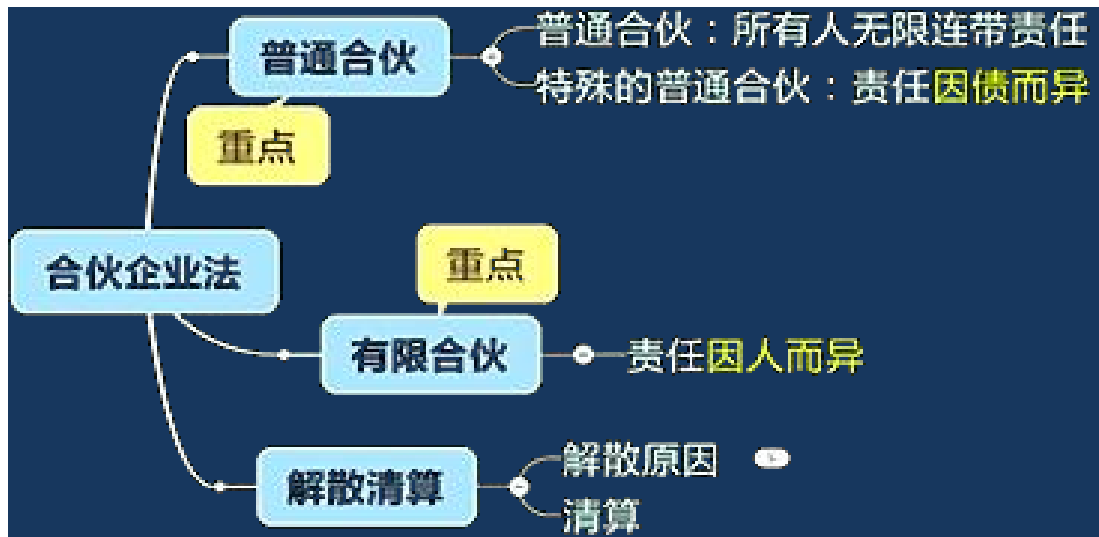 普通合伙
普通合伙：所有人无限连带责任
特殊的普通合伙：责任因债而异
重点
合伙企业法
重点
有限合伙
责任因人而异
解散清算
解散原因
清算